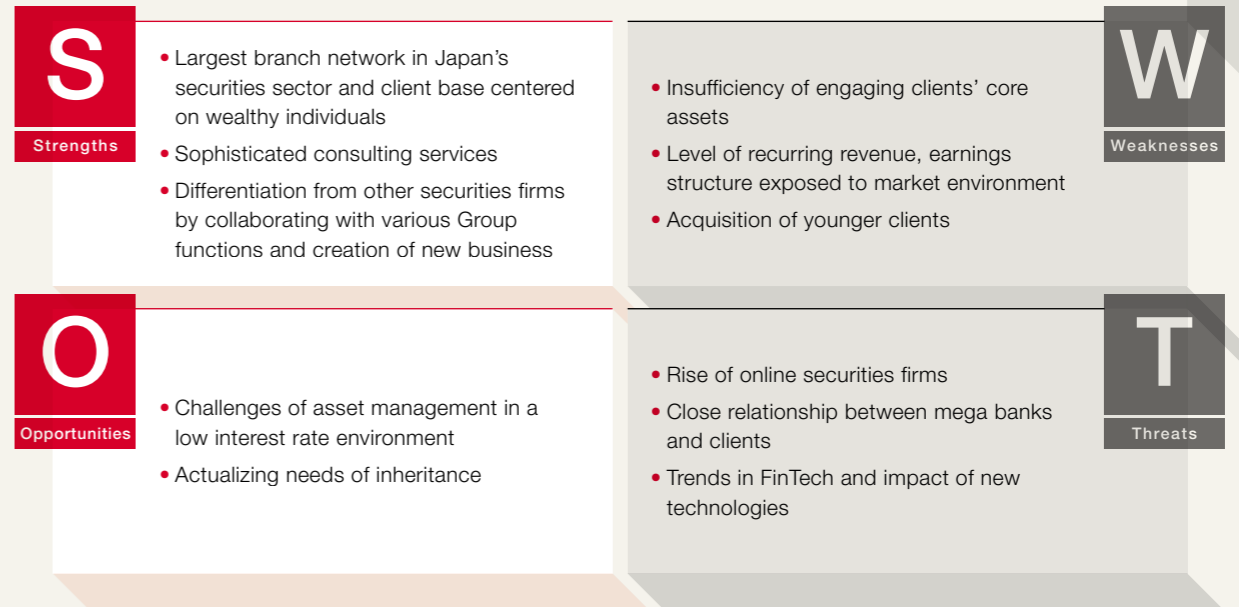 S
Strengths
• Largest branch network in Japan’s
securities sector and client base centered
on wealthy individuals
• Sophisticated consulting services
• Differentiation from other securities firms
by collaborating with various Group
functions and creation of new business
W
Weaknesses
• Insufficiency of engaging clients’ core
assets
• Level of recurring revenue, earnings
structure exposed to market environment
• Acquisition of younger clients
O
Opportunities
• Challenges of asset management in a
low interest rate environment
• Actualizing needs of inheritance
T
Threats
• Rise of online securities firms
• Close relationship between mega banks
and clients
• Trends in FinTech and impact of new
technologies